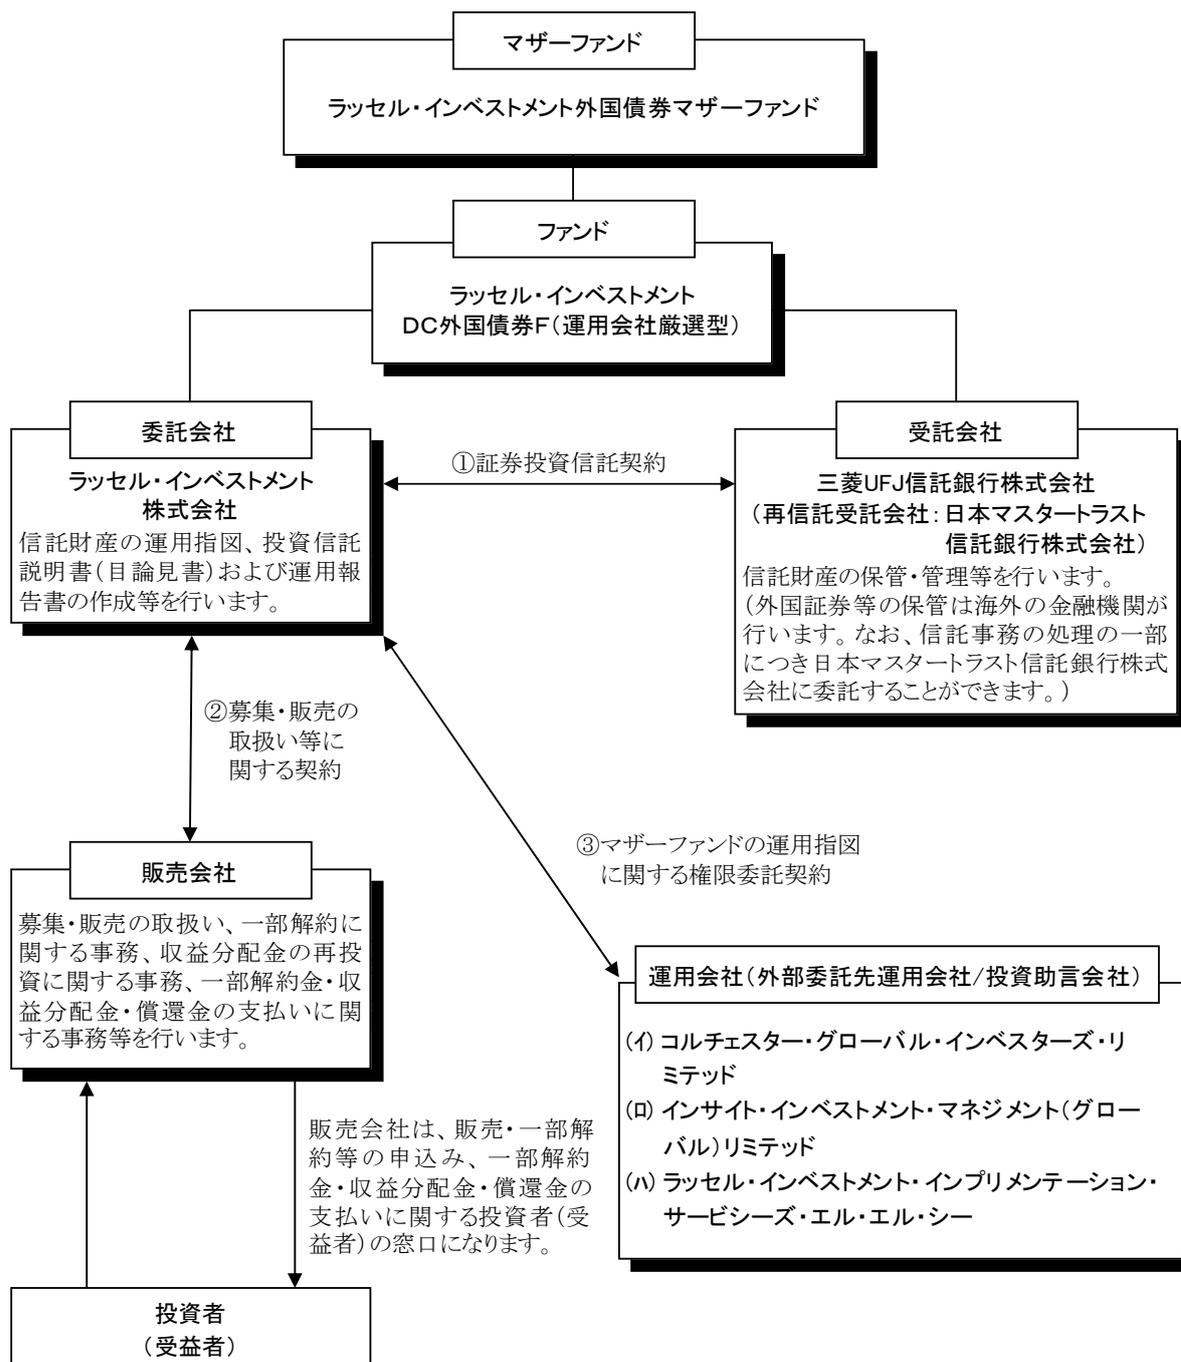 マザーファンド
ラッセル・インベストメント外国債券マザーファンド
ファンド
ラッセル・インベストメント
DC外国債券F(運用会社厳選型)
委託会社
ラッセル・インベストメント
株式会社
信託財産の運用指図、投資信託
説明書(目論見書)および運用報
告書の作成等を行います。
①証券投資信託契約
受託会社
三菱UFJ信託銀行株式会社
(再信託受託会社:日本マスタートラスト
信託銀行株式会社)
信託財産の保管・管理等を行います。
(外国証券等の保管は海外の金融機関が
行います。なお、信託事務の処理の一部
につき日本マスタートラスト信託銀行株式
会社に委託することができます。)
②募集・販売の
取扱い等に
関する契約
③マザーファンドの運用指図
に関する権限委託契約
販売会社
募集・販売の取扱い、一部解約に
関する事務、収益分配金の再投
資に関する事務、一部解約金・収
益分配金・償還金の支払いに関
する事務等を行います。
運用会社(外部委託先運用会社/投資助言会社)
(イ) コルチェスター・グローバル・インベスターズ・リ
ミテッド
(ロ) インサイト・インベストメント・マネジメント(グロー
バル)リミテッド
(ハ) ラッセル・インベストメント・インプリメンテーション・
サービシーズ・エル・エル・シー
販売会社は、販売・一部解
約等の申込み、一部解約
金・収益分配金・償還金の
支払いに関する投資者(受
益者)の窓口になります。
投資者
(受益者)